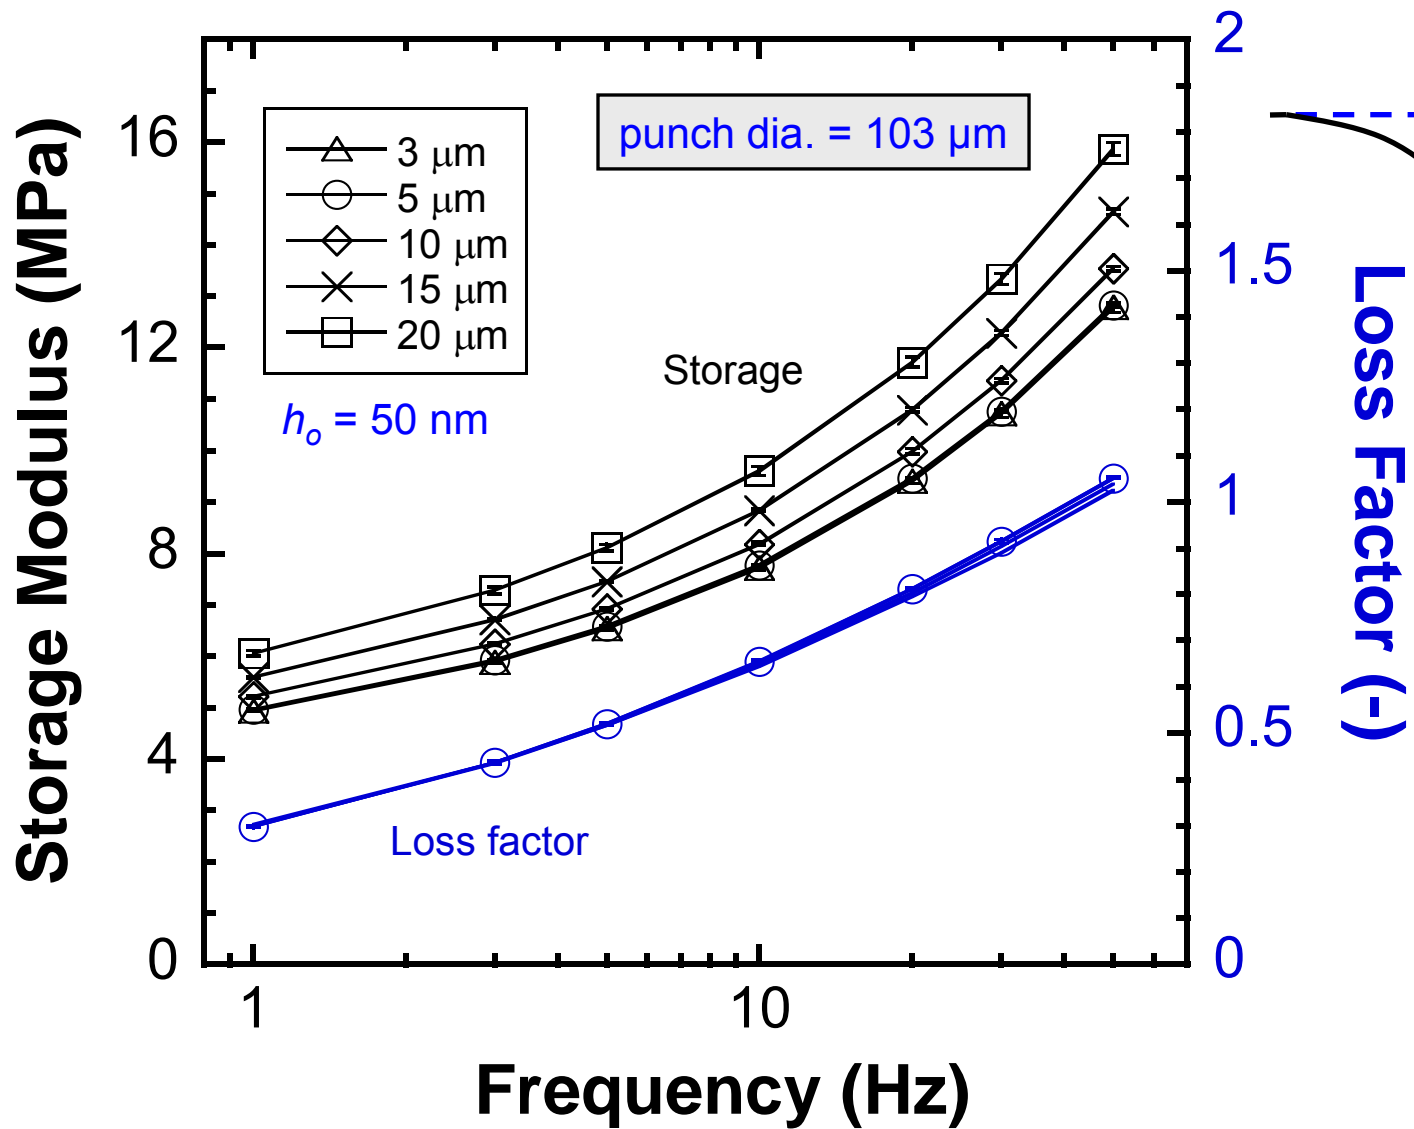 Storage Modulus (MPa)
16
12
8
4
0
3 μm
5 μm
10 μm
15 μm
20 μm
punch dia. = 103 μm
h_o = 50 nm
Storage
Loss factor
2
1.5
1
0.5
0
Loss Factor (-)
1
10
Frequency (Hz)